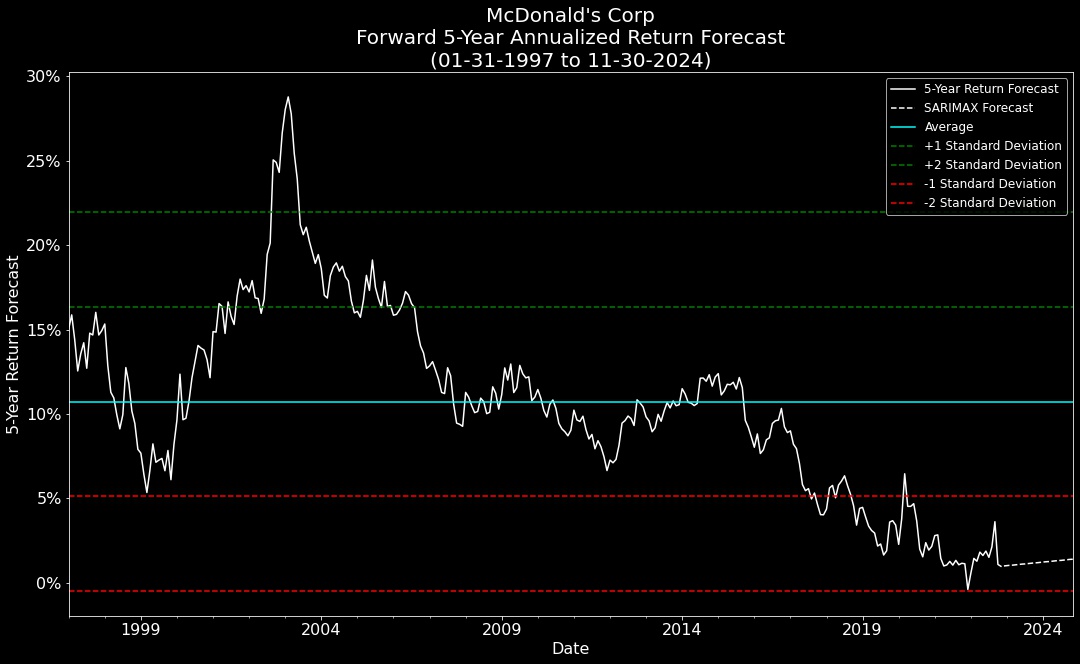 McDonald's Corp
Forward 5-Year Annualized Return Forecast
(01-31-1997 to 11-30-2024)
30%
25%
20%
15%
10%
5%
0%
5-Year Return Forecast
5-Year Return Forecast
SARIMAX Forecast
Average
+1 Standard Deviation
+2 Standard Deviation
-1 Standard Deviation
-2 Standard Deviation
1999
2004
2009
2014
2019
2024
Date